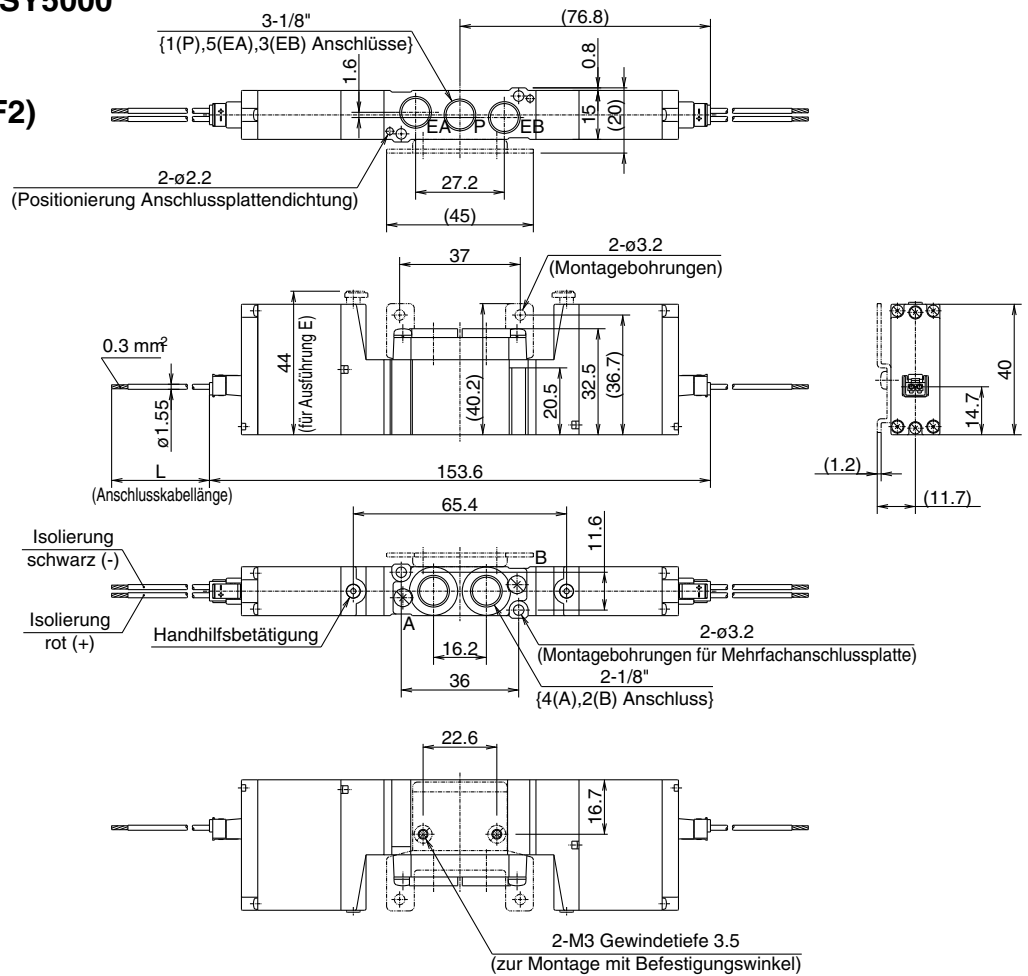 SY5000
F2)
3-1/8"
{1(P),5(EA),3(EB) Anschlüsse}
(76.8)
1.6
0.8
15
(20)
EA
P
EB
2-ø2.2
(Positionierung Anschlussplattendichtung)
27.2
(45)
37
2-ø3.2
(Montagebohrungen)
0.3 mm²
ø1.55
44
(für Ausführung E)
(40.2)
20.5
32.5
(36.7)
40
14.7
L
(Anschlusskabellänge)
153.6
(1.2)
(11.7)
65.4
11.6
Isolierung
schwarz (-)
B
Isolierung
rot (+)
Handhilfsbetätigung
A
16.2
36
2-ø3.2
(Montagebohrungen für Mehrfachanschlussplatte)
2-1/8"
{4(A),2(B) Anschluss}
22.6
16.7
2-M3 Gewindetiefe 3.5
(zur Montage mit Befestigungswinkel)